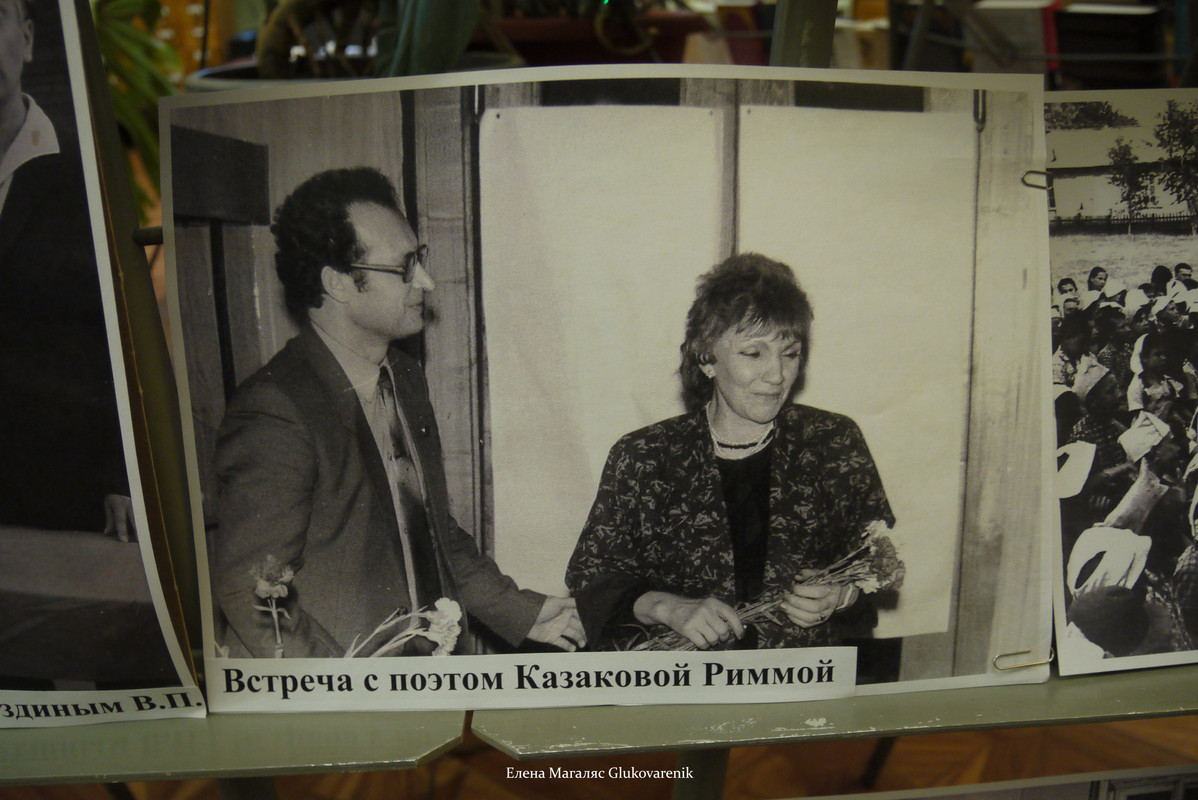 здиным В.П.
Встреча с поэтом Казаковой Риммой
Елена Магаляс Glukovarenik